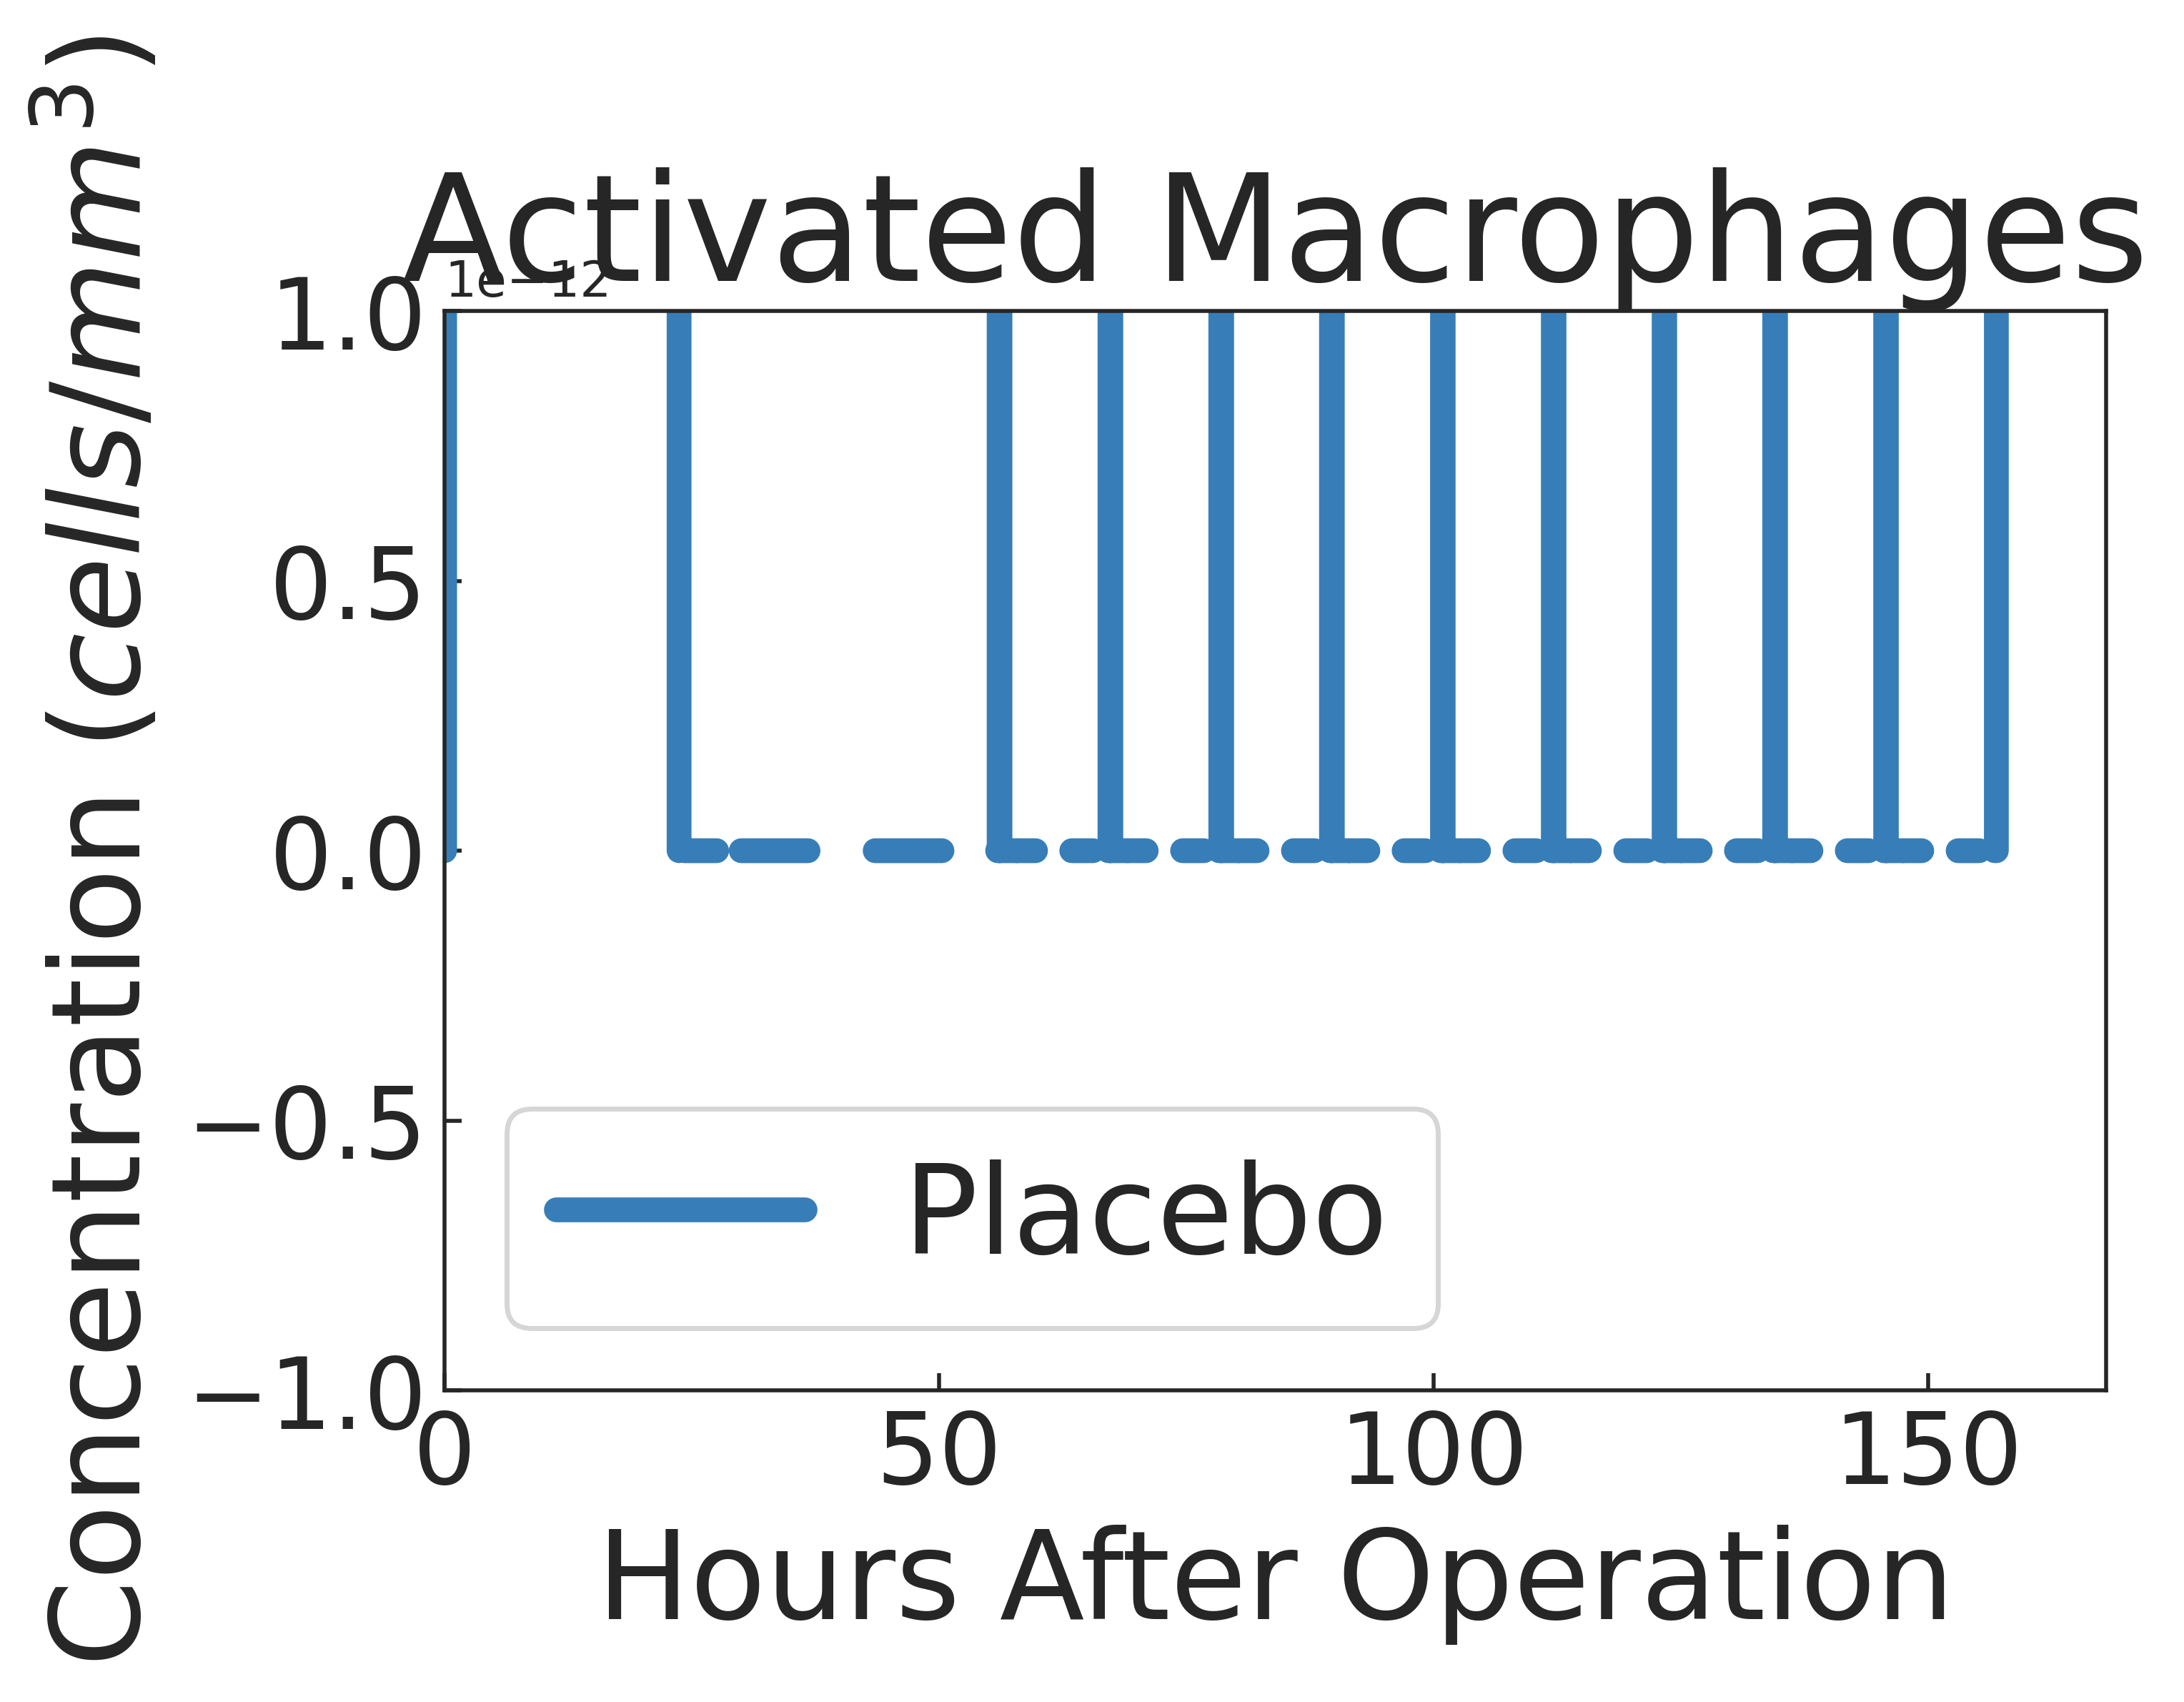 Activated Macrophages
1e−12
Concentration (cells/mm³)
1.0
0.5
0.0
−0.5
−1.0
Placebo
0 50 100 150
Hours After Operation